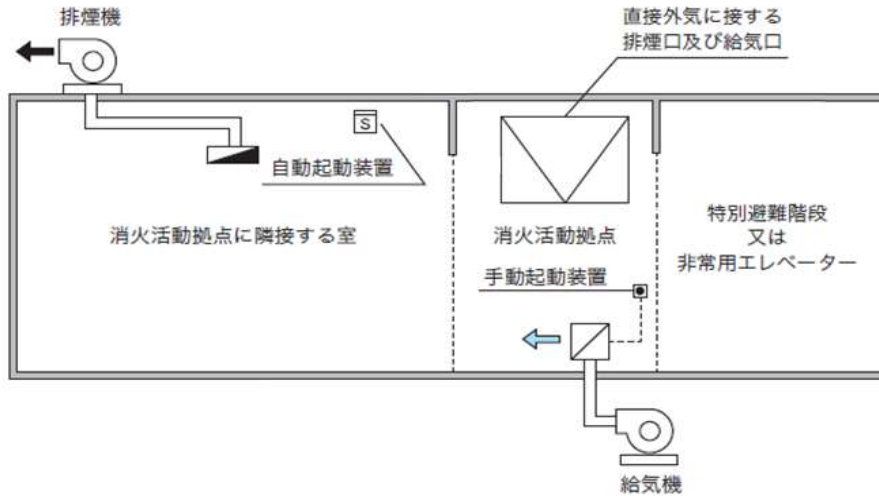 排煙機
直接外気に接する
排煙口及び給気口
S
自動起動装置
消火活動拠点に隣接する室
消火活動拠点
特別避難階段
又は
非常用エレベーター
手動起動装置
給気機